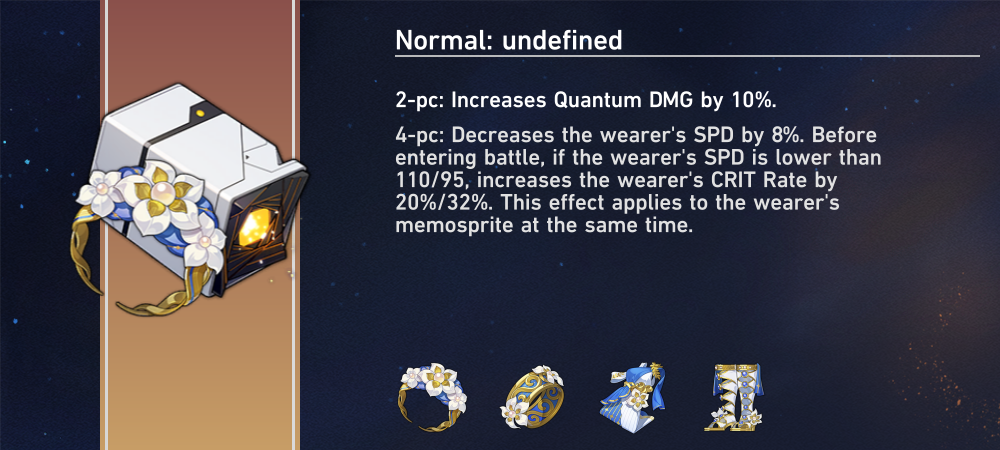 Normal: undefined
2-pc: Increases Quantum DMG by 10%.
4-pc: Decreases the wearer's SPD by 8%. Before
entering battle, if the wearer's SPD is lower than
110/95, increases the wearer's CRIT Rate by
20%/32%. This effect applies to the wearer's
memosprite at the same time.